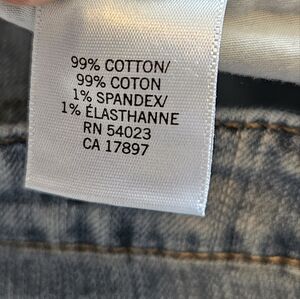 99% COTTON/
99% COTON
1% SPANDEX/
1% ÉLASTHANNE
RN 54023
CA 17897